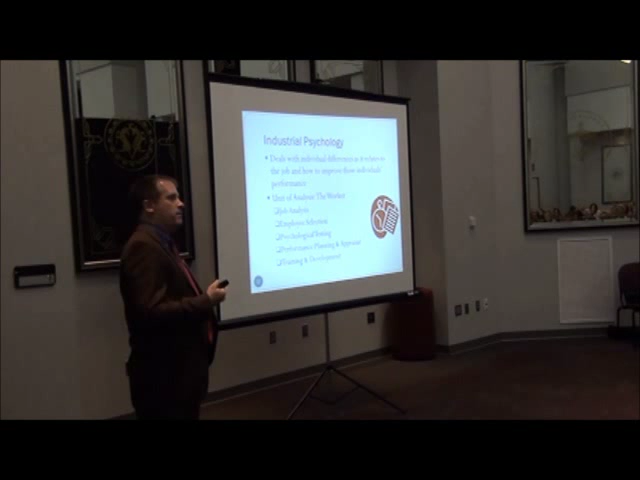 Industrial Psychology
• Deals with individual differences as it relates to
the job and how to improve those individuals'
performance
• Unit of Analysis: The Worker
❑Job Analysis
❑Employee Selection
❑Psychological Testing
❑Performance Planning & Appraisal
❑Training & Development